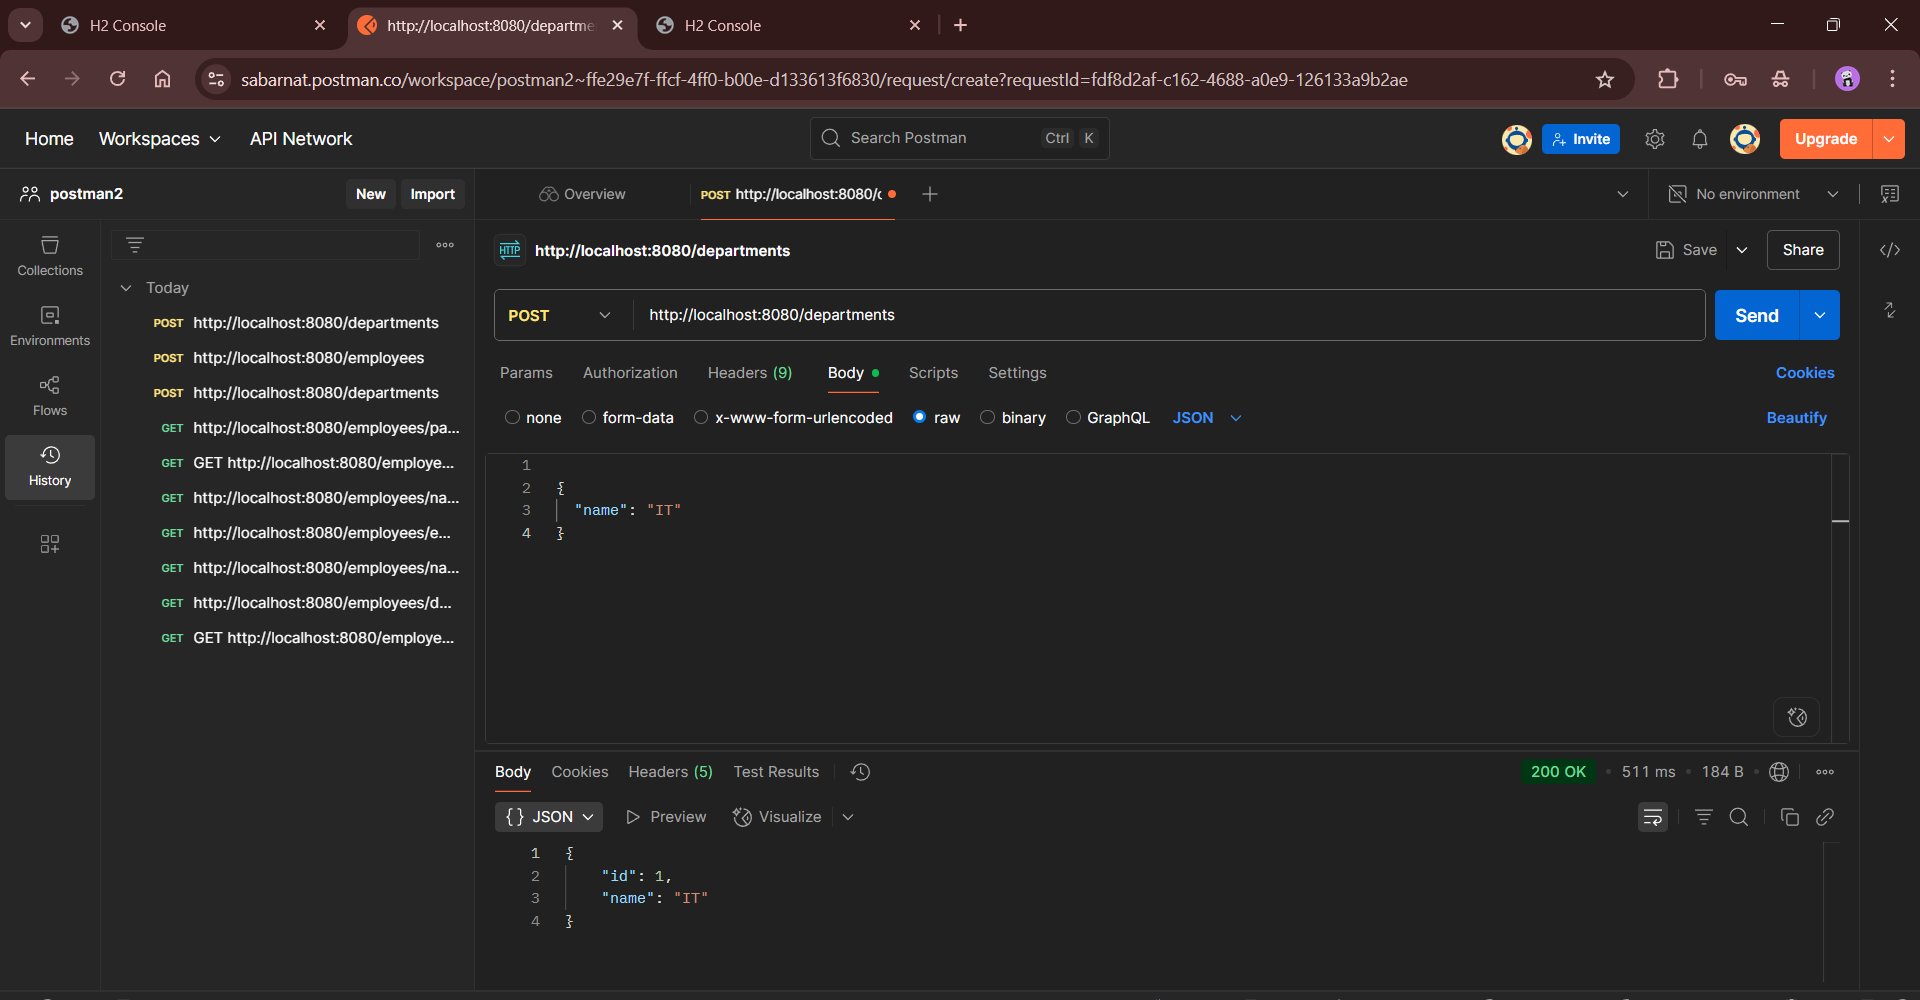 H2 Console
http://localhost:8080/departme
H2 Console
sabarnat.postman.co/workspace/postman2~ffe29e7f-ffcf-4ff0-b00e-d133613f6830/request/create?requestId=fdf8d2af-c162-4688-a0e9-126133a9b2ae
Home Workspaces API Network Search Postman Ctrl K Invite Upgrade
postman2 New Import Overview POST http://localhost:8080/c No environment
Collections
Environments
Flows
History
Today
POST http://localhost:8080/departments
POST http://localhost:8080/employees
POST http://localhost:8080/departments
GET http://localhost:8080/employees/pa...
GET GET http://localhost:8080/employe...
GET http://localhost:8080/employees/na...
GET http://localhost:8080/employees/e...
GET http://localhost:8080/employees/na...
GET http://localhost:8080/employees/d...
GET GET http://localhost:8080/employe...
HTTP http://localhost:8080/departments Save Share
POST http://localhost:8080/departments Send
Params Authorization Headers (9) Body Scripts Settings Cookies
none form-data x-www-form-urlencoded raw binary GraphQL JSON Beautify
1
2 {
3 "name": "IT"
4 }
Body Cookies Headers (5) Test Results 200 OK • 511 ms • 184 B •
{} JSON Preview Visualize
1 {
2 "id": 1,
3 "name": "IT"
4 }